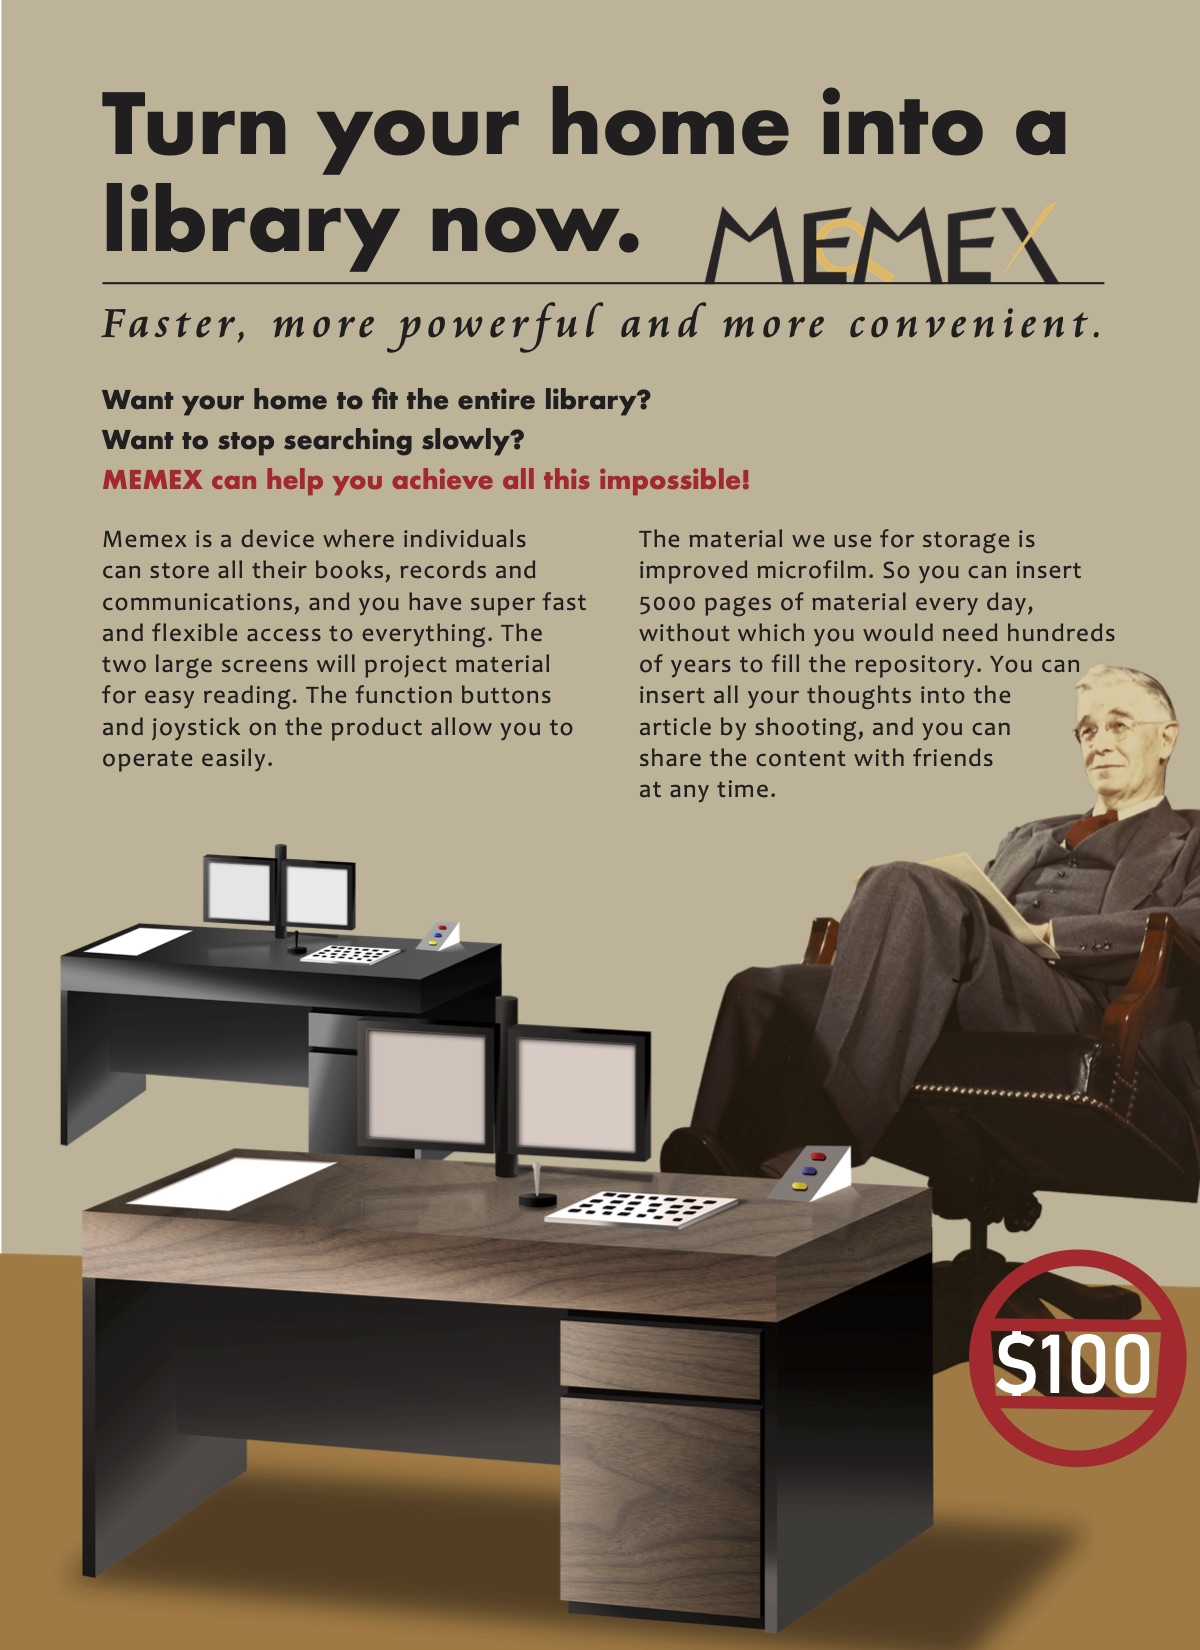 Turn your home into a
library now.
MEMEX
Faster, more powerful and more convenient.
Want your home to fit the entire library?
Want to stop searching slowly?
MEMEX can help you achieve all this impossible!
Memex is a device where individuals
can store all their books, records and
communications, and you have super fast
and flexible access to everything. The
two large screens will project material
for easy reading. The function buttons
and joystick on the product allow you to
operate easily.
The material we use for storage is
improved microfilm. So you can insert
5000 pages of material every day,
without which you would need hundreds
of years to fill the repository. You can
insert all your thoughts into the
article by shooting, and you can
share the content with friends
at any time.
$100